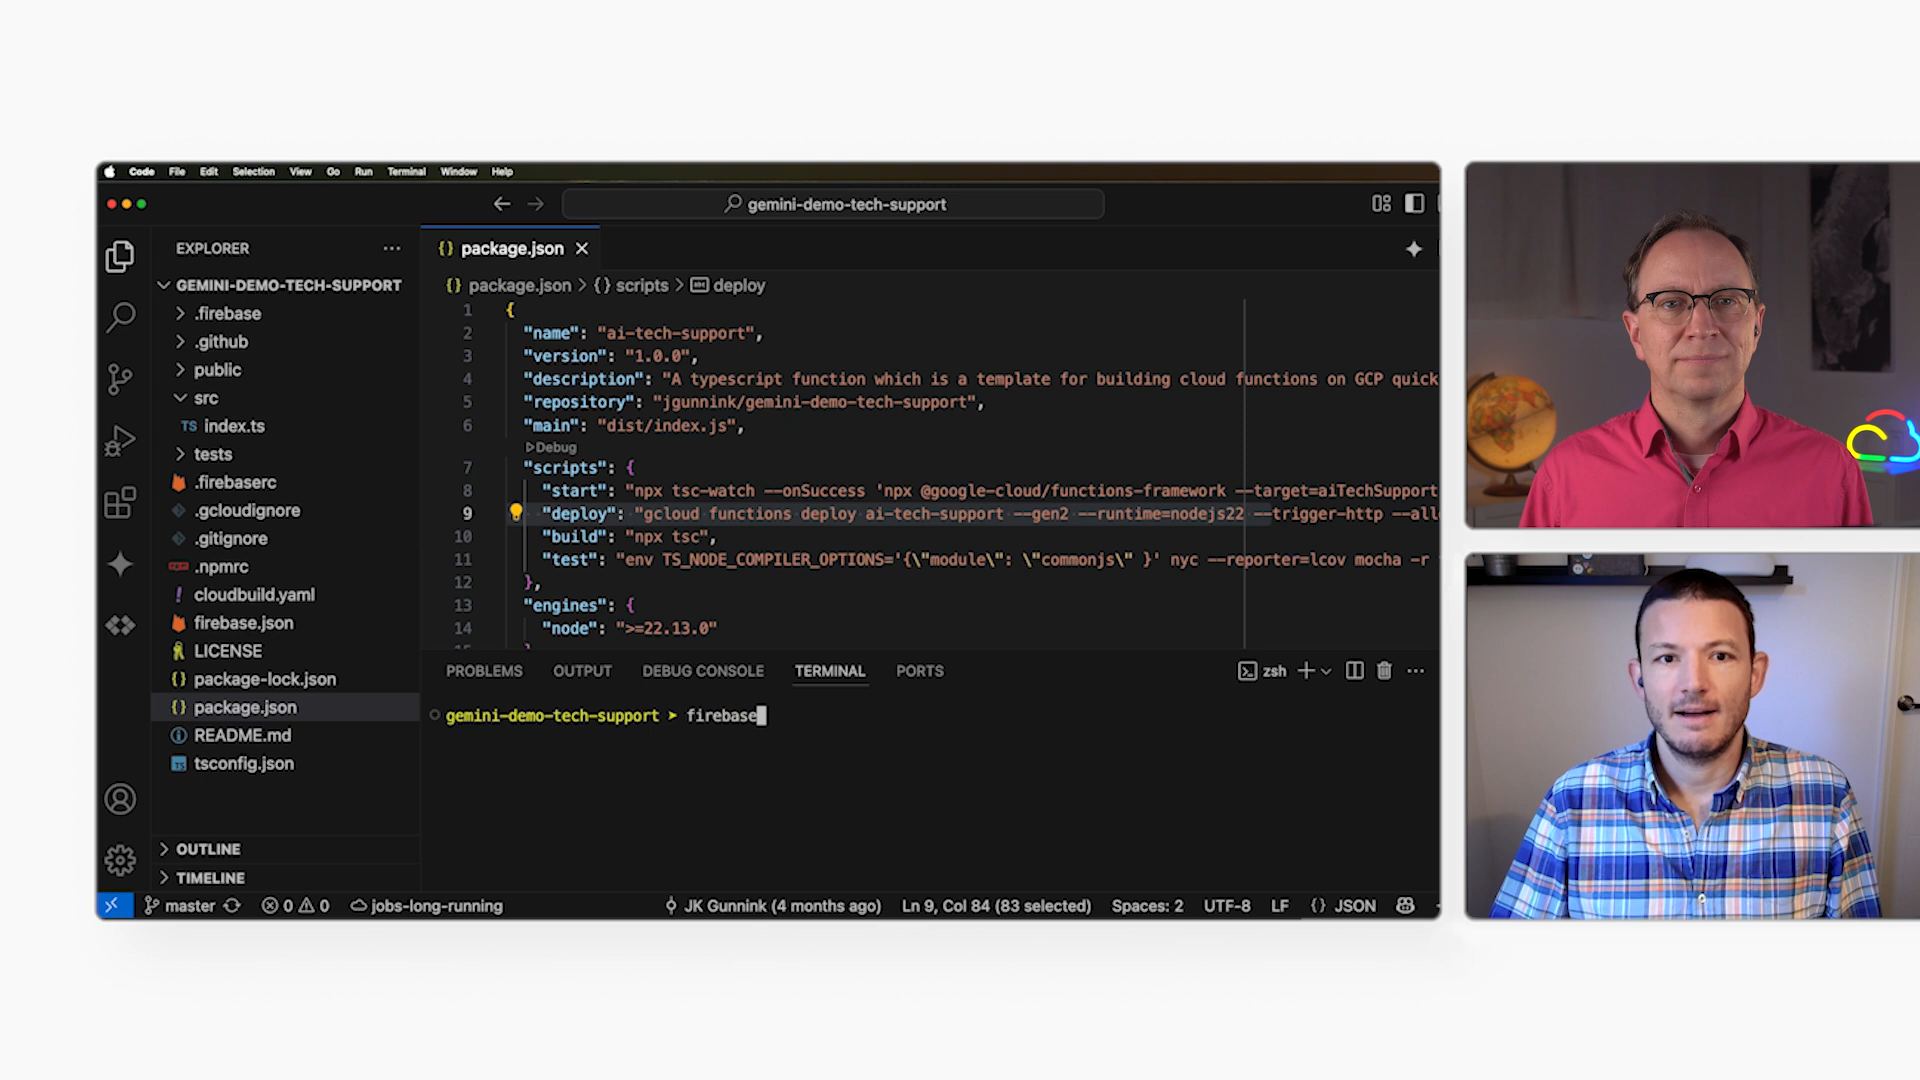 Code File Edit Selection View Go Run Terminal Window Help
gemini-demo-tech-support
EXPLORER
package.json
GEMINI-DEMO-TECH-SUPPORT
package.json > {} scripts > deploy
.firebase
.github
public
src
TS index.ts
tests
.firebaserc
.gcloudignore
.gitignore
.npmrc
! cloudbuild.yaml
firebase.json
LICENSE
{} package-lock.json
{} package.json
README.md
TS tsconfig.json
OUTLINE
TIMELINE
1 {
2 "name": "ai-tech-support",
3 "version": "1.0.0",
4 "description": "A typescript function which is a template for building cloud functions on GCP quick
5 "repository": "jgunnink/gemini-demo-tech-support",
6 "main": "dist/index.js",
Debug
7 "scripts": {
8 "start": "npx tsc-watch --onSuccess 'npx @google-cloud/functions-framework --target=aiTechSupport
9 "deploy": "gcloud functions deploy ai-tech-support --gen2 --runtime=nodejs22 --trigger-http --all
10 "build": "npx tsc",
11 "test": "env TS_NODE_COMPILER_OPTIONS='{\"module\": \"commonjs\" }' nyc --reporter=lcov mocha -r
12 },
13 "engines": {
14 "node": ">=22.13.0"
PROBLEMS OUTPUT DEBUG CONSOLE TERMINAL PORTS
zsh
gemini-demo-tech-support ➤ firebase
master 0 0 jobs-long-running
JK Gunnink (4 months ago) Ln 9, Col 84 (83 selected) Spaces: 2 UTF-8 LF {} JSON